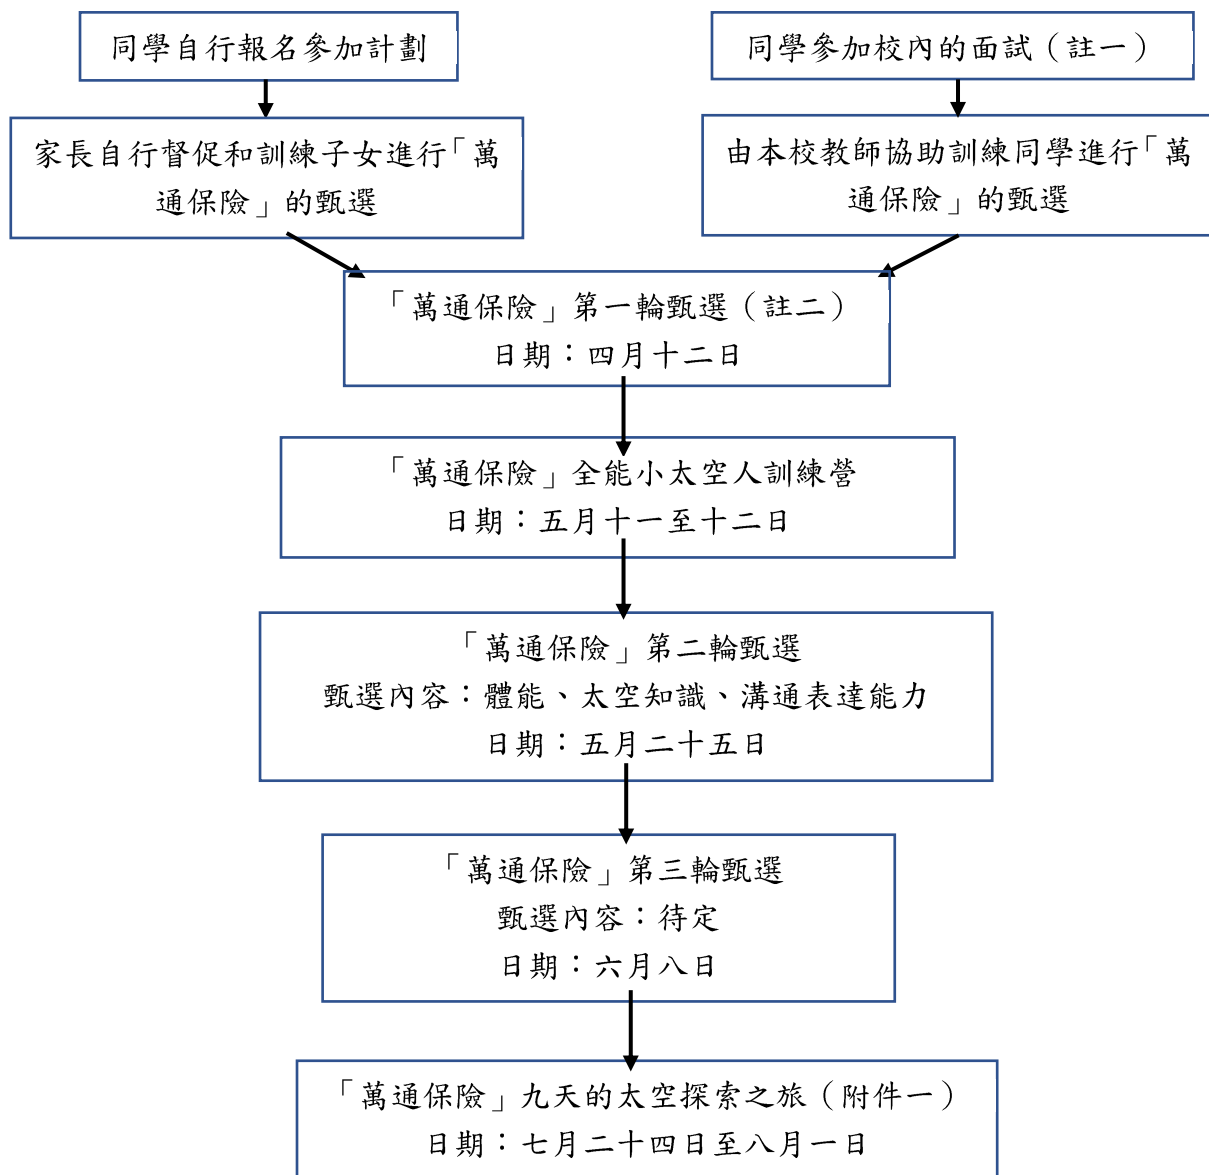 同學自行報名參加計劃
同學參加校內的面試（註一）
家長自行督促和訓練子女進行「萬
通保險」的甄選
由本校教師協助訓練同學進行「萬
通保險」的甄選
「萬通保險」第一輪甄選（註二）
日期：四月十二日
「萬通保險」全能小太空人訓練營
日期：五月十一至十二日
「萬通保險」第二輪甄選
甄選內容：體能、太空知識、溝通表達能力
日期：五月二十五日
「萬通保險」第三輪甄選
甄選內容：待定
日期：六月八日
「萬通保險」九天的太空探索之旅（附件一）
日期：七月二十四日至八月一日